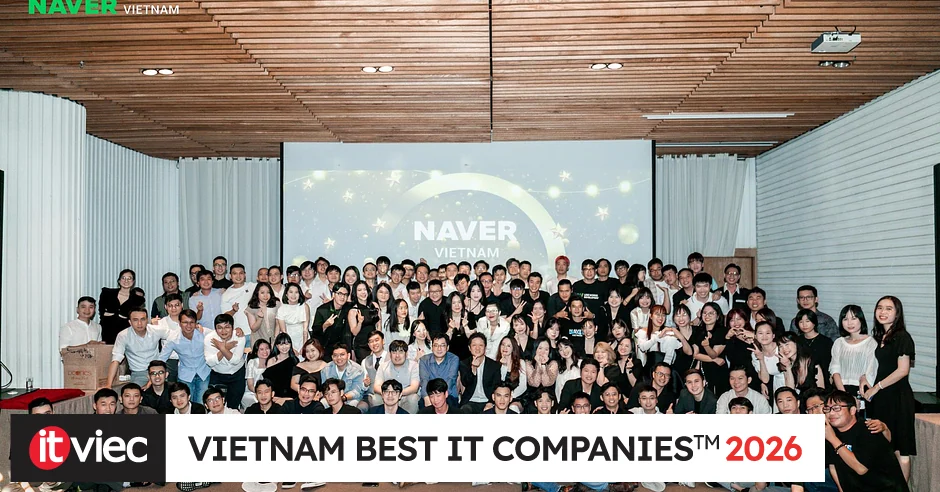 NAVER VIETNAM
NAVER
VIETNAM
itviec
VIETNAM BEST IT COMPANIES™ 2026